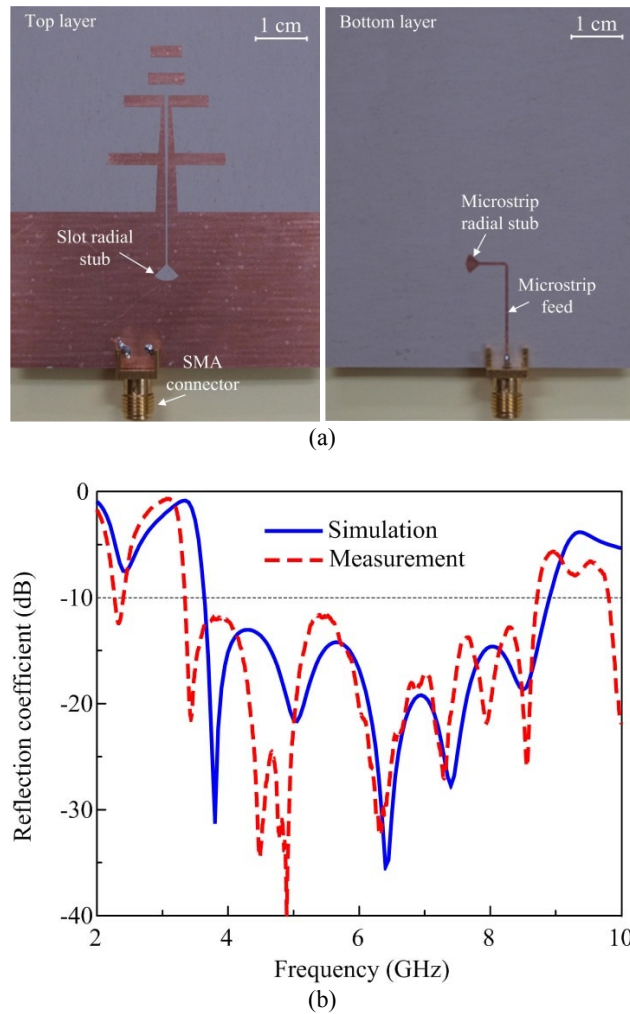 Top layer
1 cm
Slot radial
stub
SMA
connector
Bottom layer
1 cm
Microstrip
radial stub
Microstrip
feed
(a)
0
-10
-20
-30
-40
Reflection coefficient (dB)
Simulation
Measurement
2
4
6
8
10
Frequency (GHz)
(b)